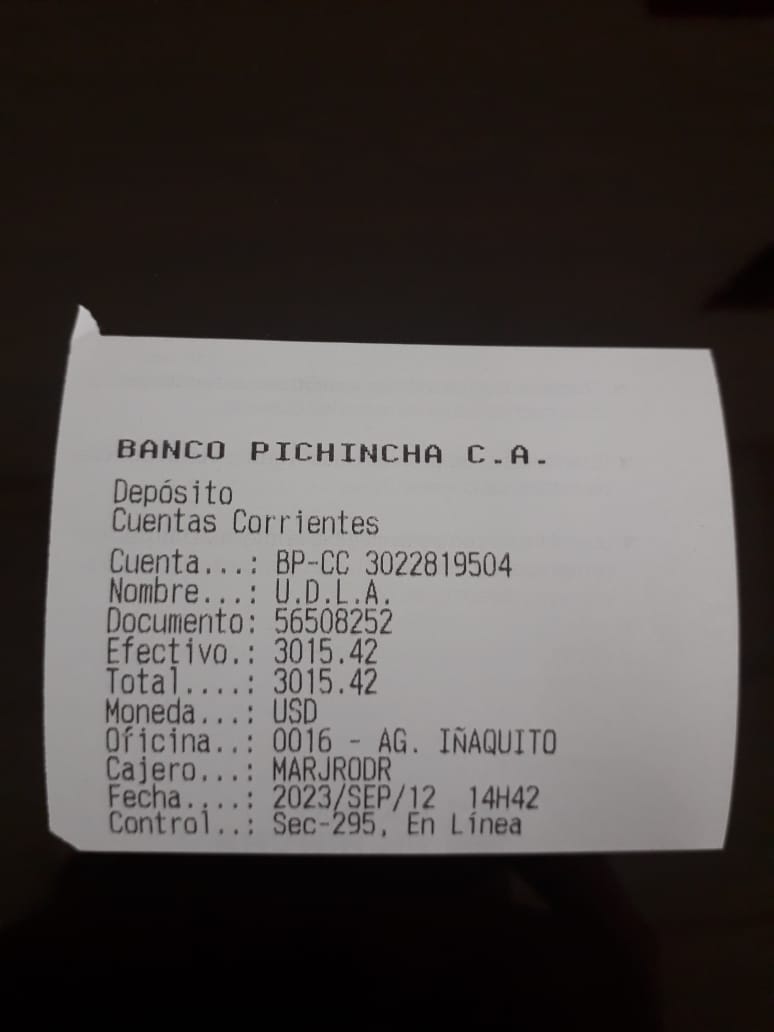 BANCO PICHINCHA C.A.
Depósito
Cuentas Corrientes
Cuenta...: BP-CC 3022819504
Nombre...: U.D.L.A.
Documento: 56508252
Efectivo.: 3015.42
Total....: 3015.42
Moneda...: USD
Oficina..: 0016 - AG. IÑAQUITO
Cajero...: MARJRODR
Fecha....: 2023/SEP/12 14H42
Control..: Sec-295, En Línea